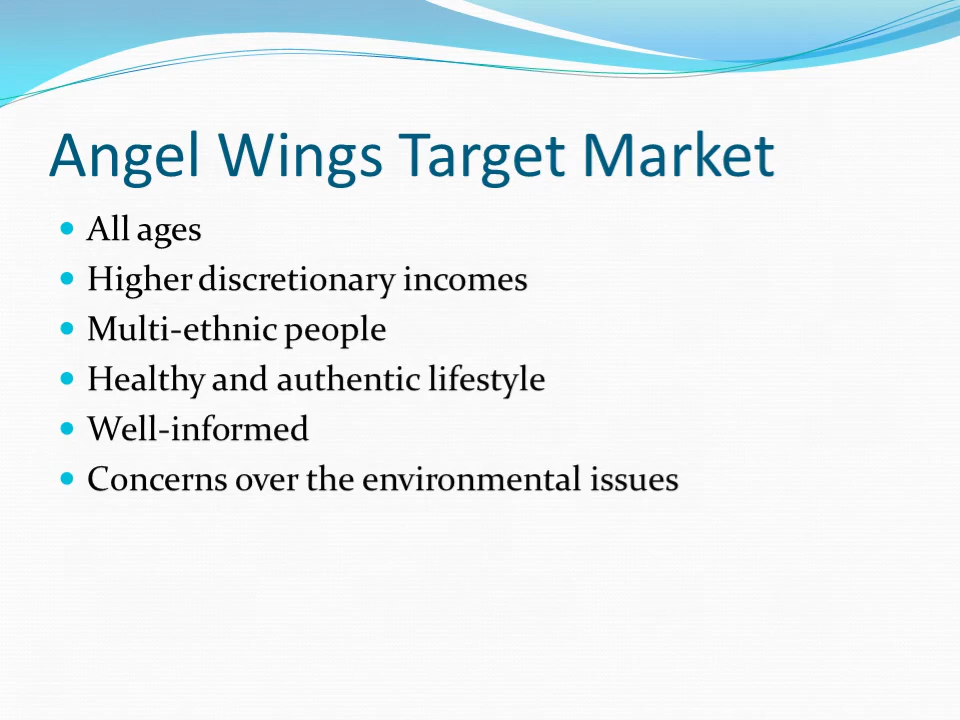 Angel Wings Target Market
All ages
Higher discretionary incomes
Multi-ethnic people
Healthy and authentic lifestyle
Well-informed
Concerns over the environmental issues